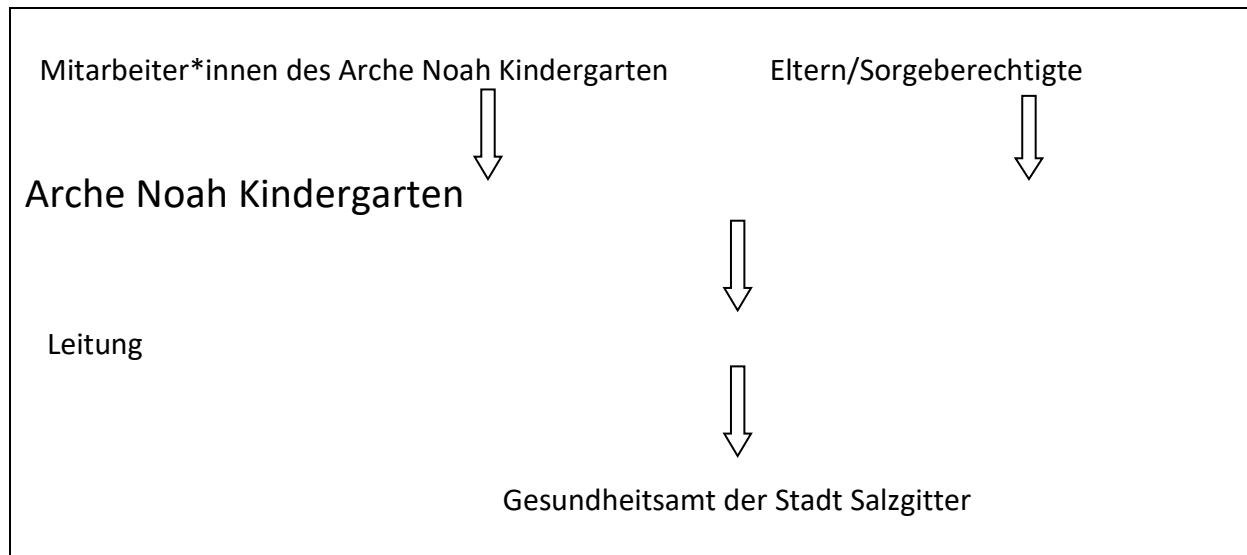 Mitarbeiter*innen des Arche Noah Kindergarten Eltern/Sorgeberechtigte
Arche Noah Kindergarten
Leitung
Gesundheitsamt der Stadt Salzgitter